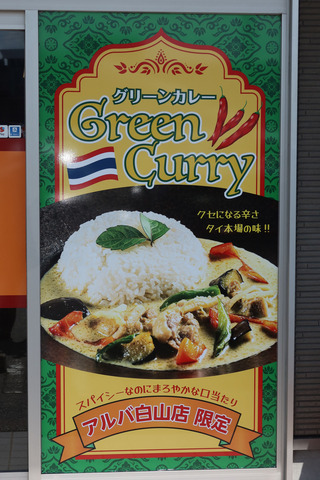 グリーンカレー
Green
Curry
クセになる辛さ
タイ本場の味!!
スパイシーなのにまろやかな口当たり
アルバ白山店 限定